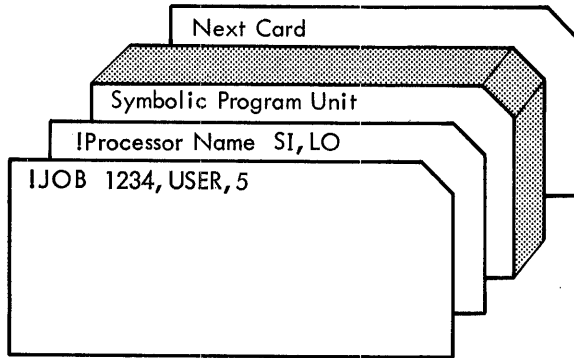 Next Card
Symbolic Program Unit
!Processor Name SI, LO
!JOB 1234, USER, 5